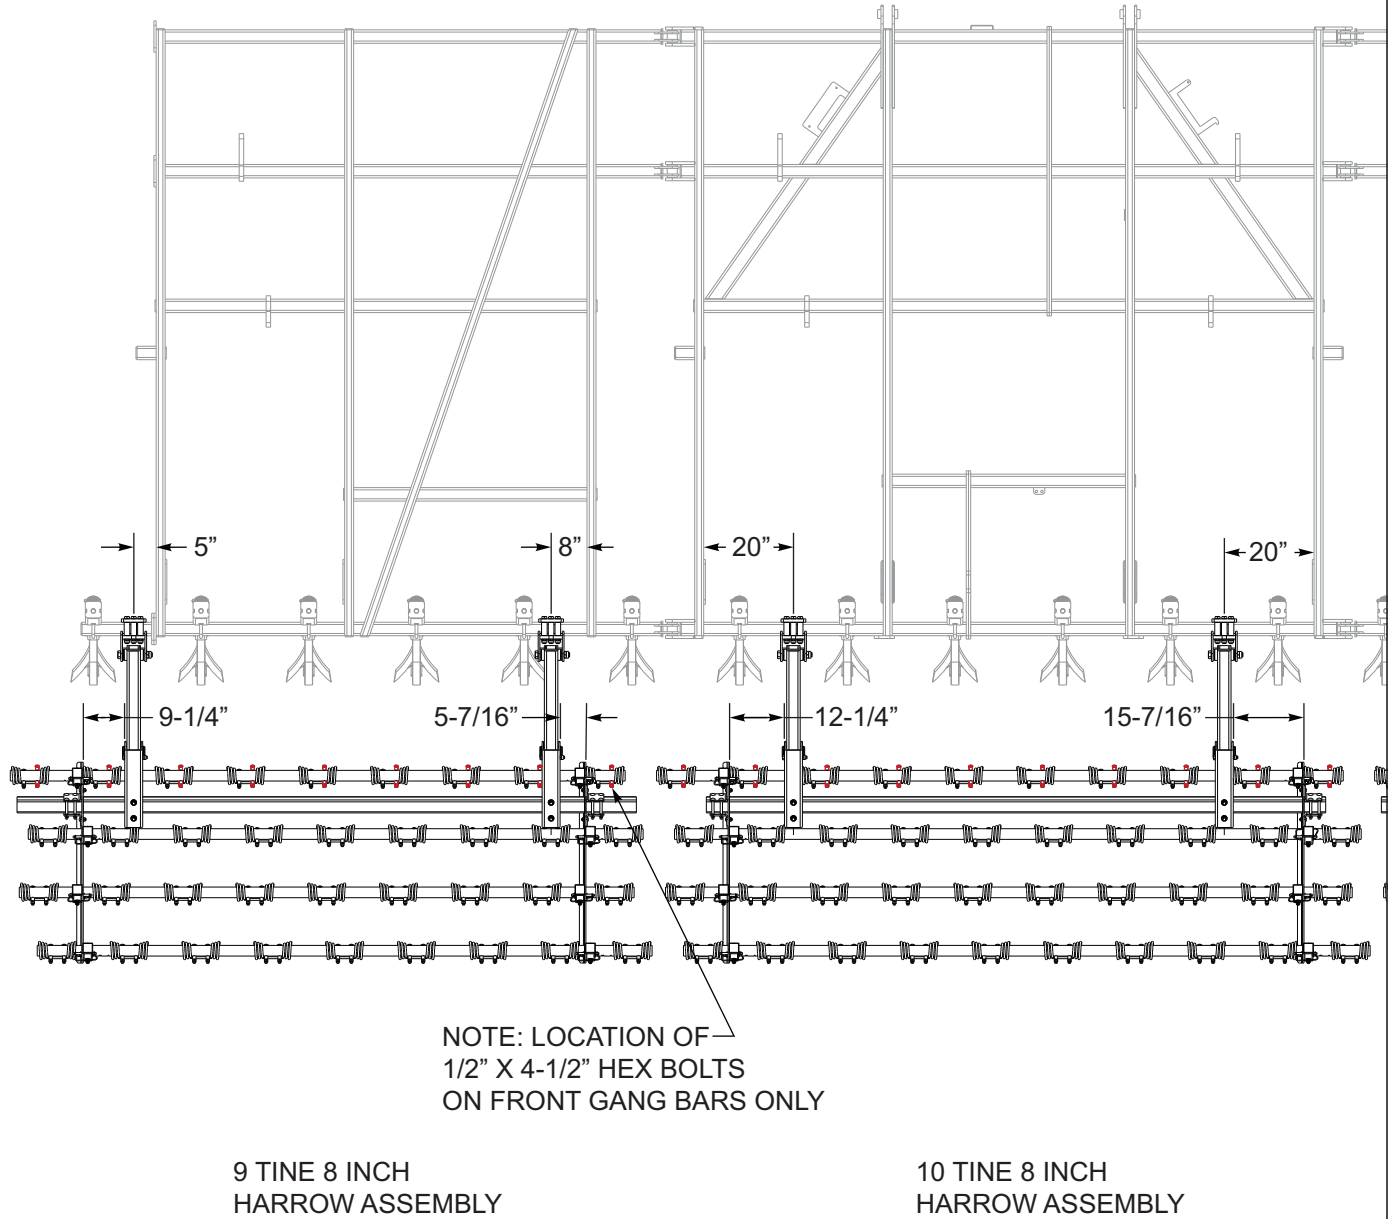 5”
8”
20”
20”
9-1/4”
5-7/16”
12-1/4”
15-7/16”
NOTE: LOCATION OF
1/2” X 4-1/2” HEX BOLTS
ON FRONT GANG BARS ONLY
9 TINE 8 INCH
HARROW ASSEMBLY
10 TINE 8 INCH
HARROW ASSEMBLY